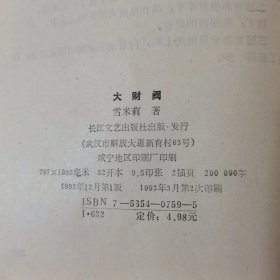 大财阀
雪米莉 著
长江文艺出版社出版·发行
(武汉市解放大道新育村63号)
咸宁地区印刷厂印刷
787×1092毫米 32开本 9.5印张 2插页 200 000字
1992年12月第1版 1993年3月第2次印刷
ISBN 7-5354-0759-5
I·632 定价:4.98元